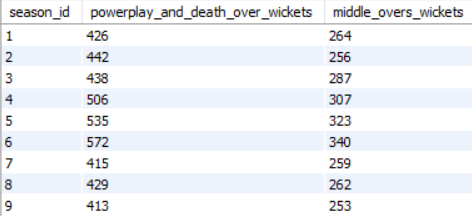 season_id powerplay_and_death_over_wickets middle_overs_wickets
1 426 264
2 442 256
3 438 287
4 506 307
5 535 323
6 572 340
7 415 259
8 429 262
9 413 253